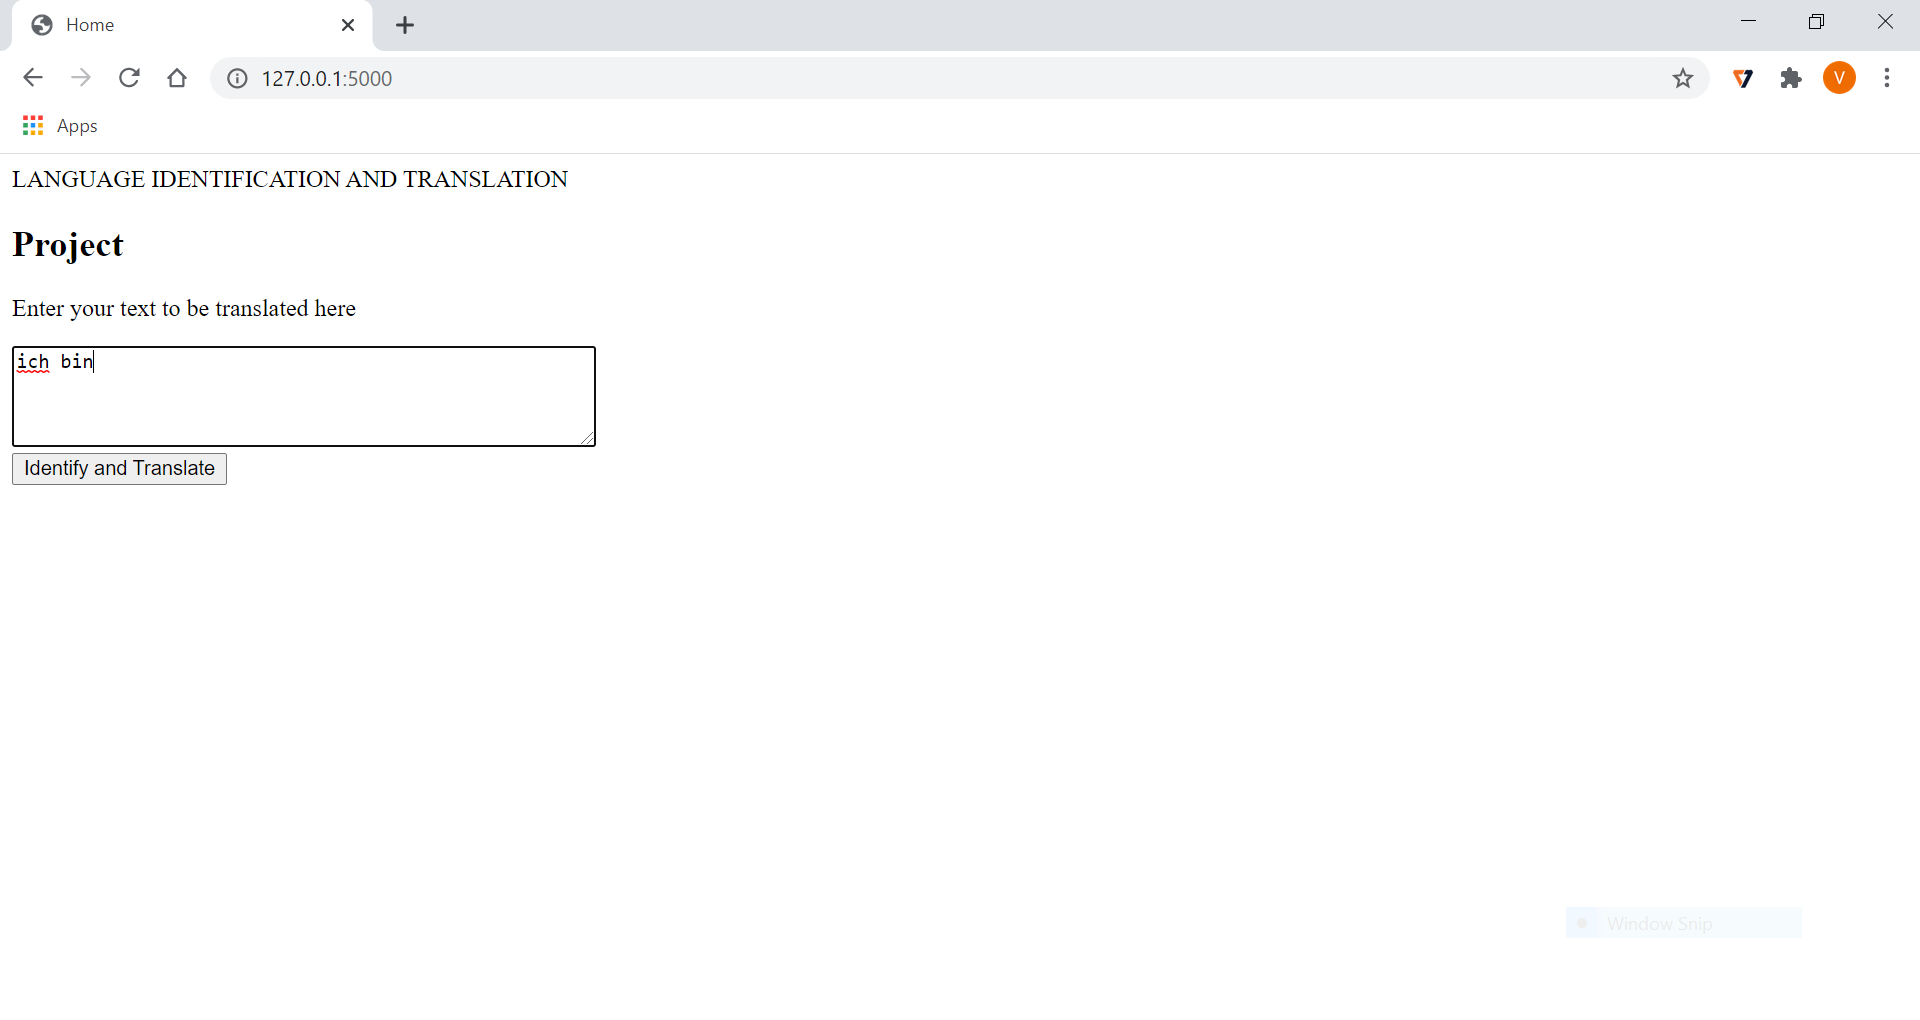 Home
127.0.0.1:5000
V
Apps
LANGUAGE IDENTIFICATION AND TRANSLATION
Project
Enter your text to be translated here
ich bin
Identify and Translate
Window Snip